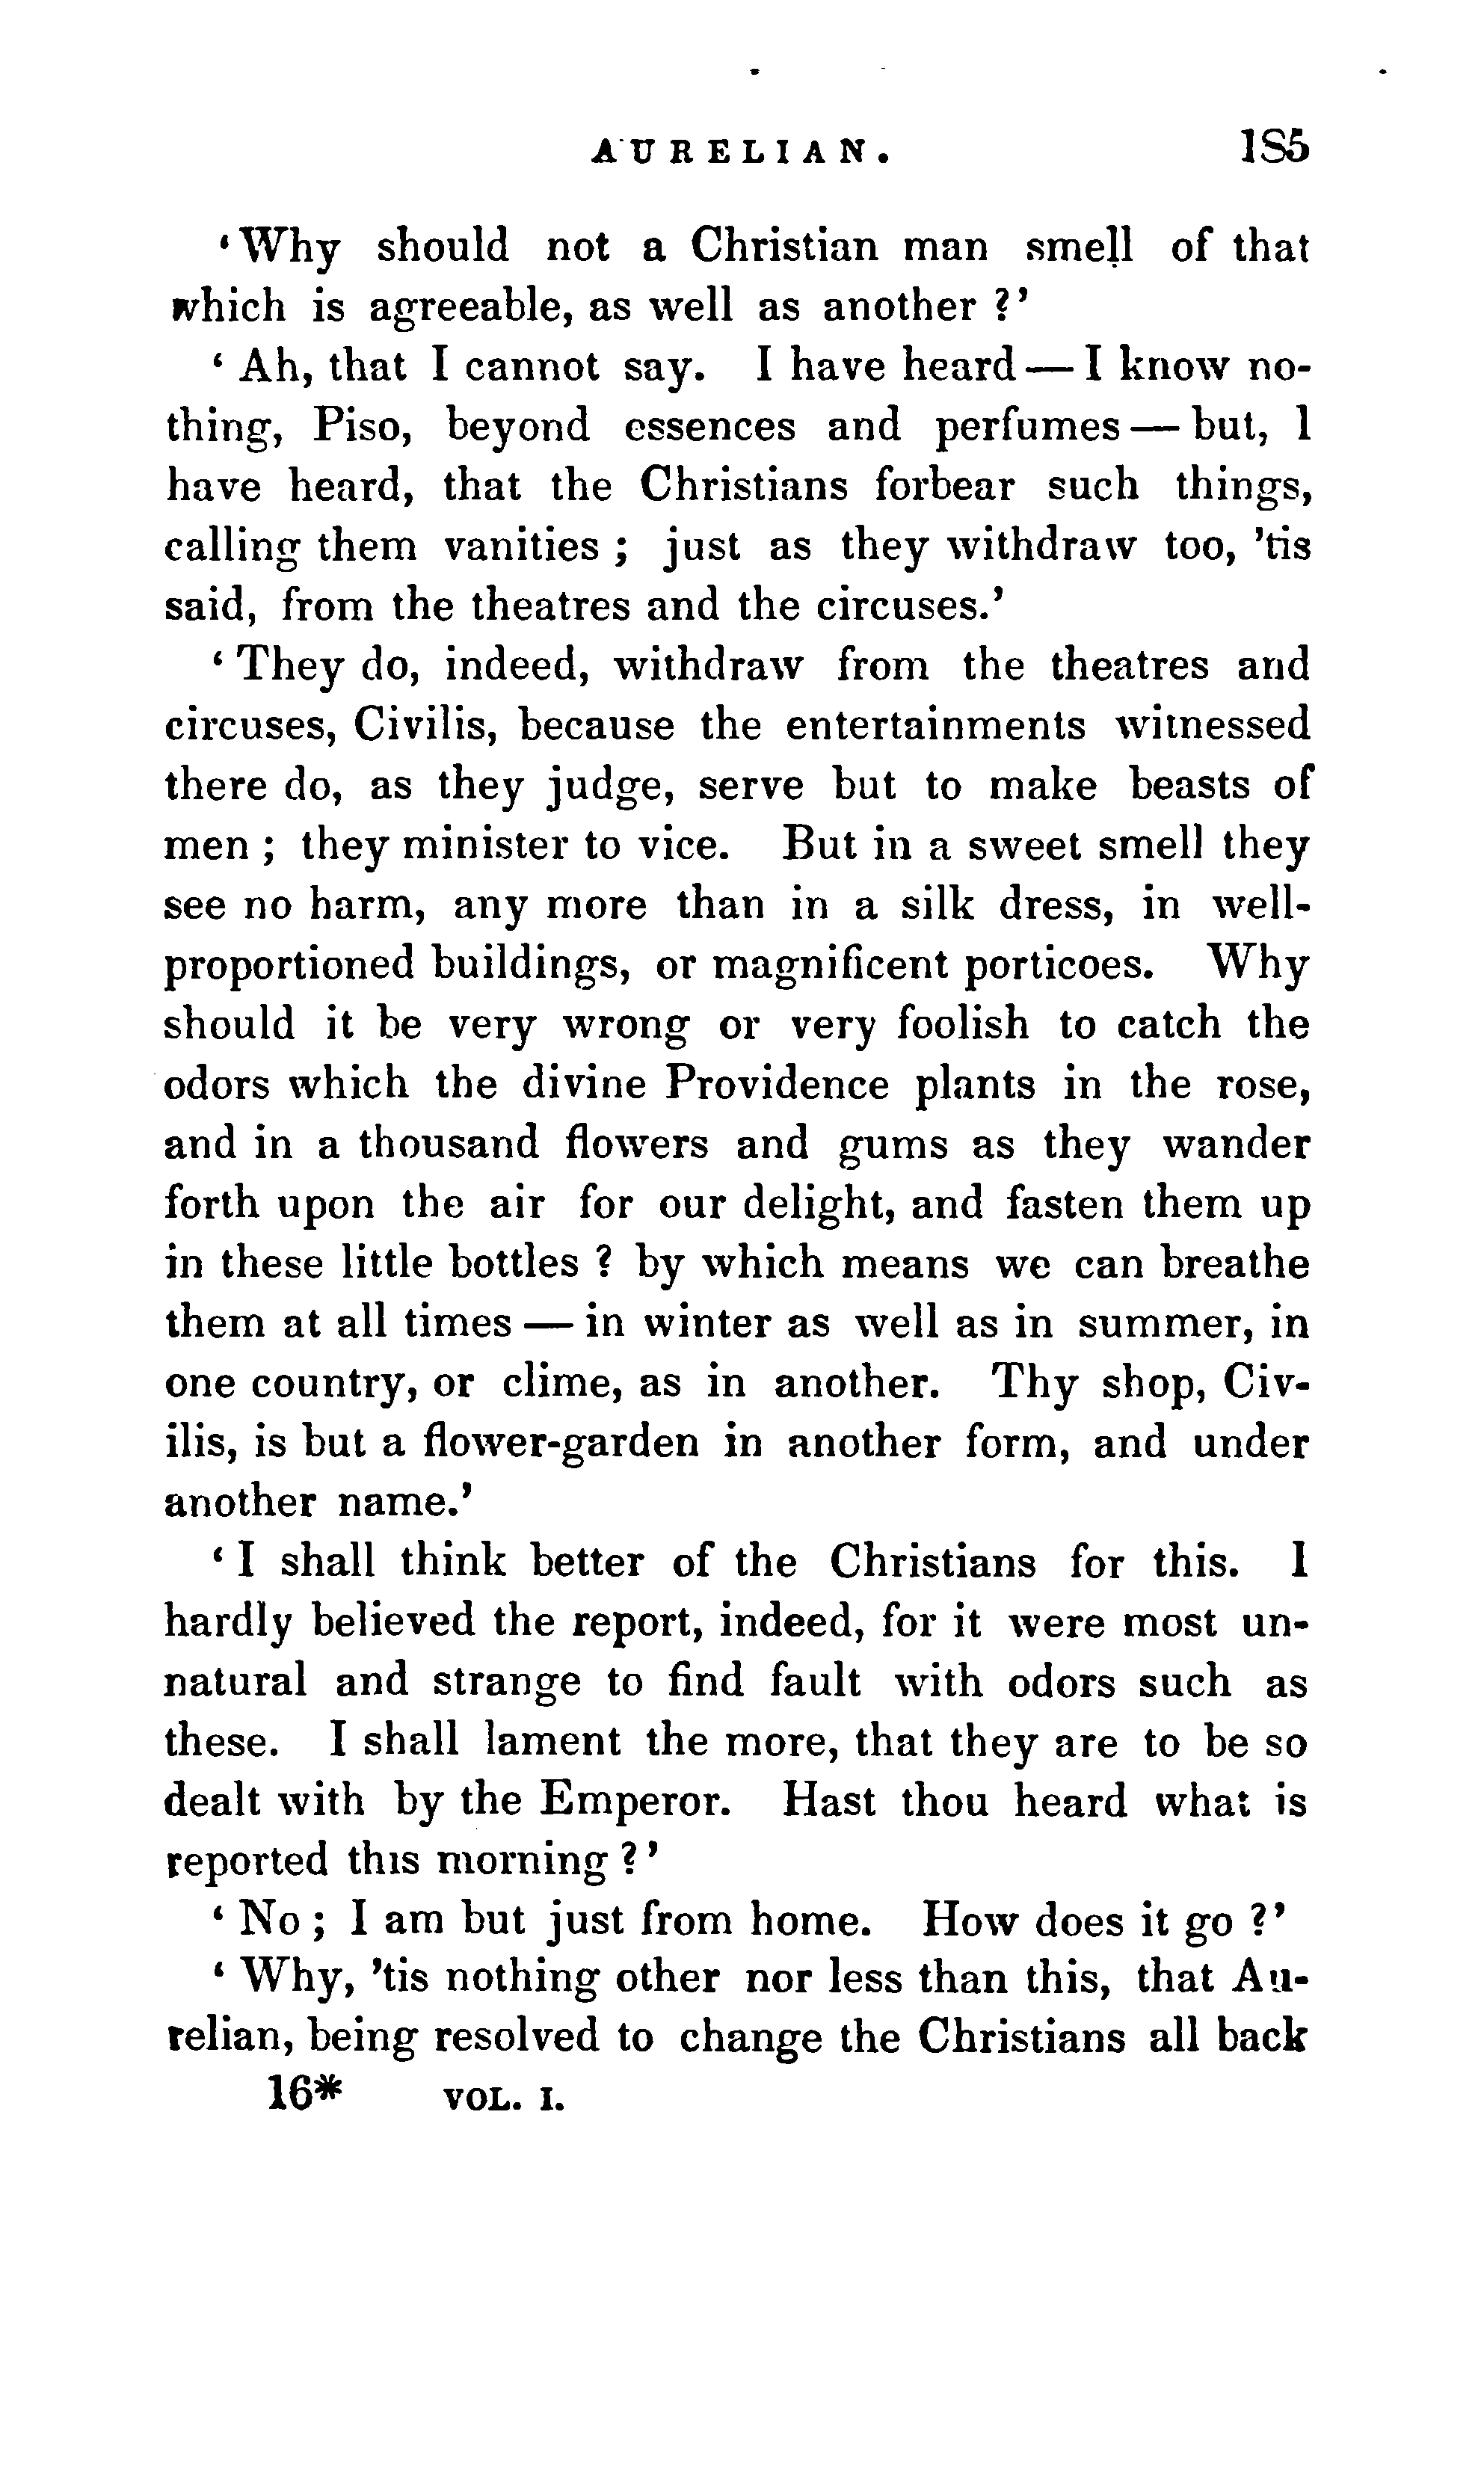 AURELIAN. 185
‘Why should not a Christian man smell of that
which is agreeable, as well as another ?’
‘ Ah, that I cannot say. I have heard — I know no-
thing, Piso, beyond essences and perfumes — but, I
have heard, that the Christians forbear such things,
calling them vanities ; just as they withdraw too, ’tis
said, from the theatres and the circuses.’
‘ They do, indeed, withdraw from the theatres and
circuses, Civilis, because the entertainments witnessed
there do, as they judge, serve but to make beasts of
men ; they minister to vice. But in a sweet smell they
see no harm, any more than in a silk dress, in well-
proportioned buildings, or magnificent porticoes. Why
should it be very wrong or very foolish to catch the
odors which the divine Providence plants in the rose,
and in a thousand flowers and gums as they wander
forth upon the air for our delight, and fasten them up
in these little bottles ? by which means we can breathe
them at all times — in winter as well as in summer, in
one country, or clime, as in another. Thy shop, Civ-
ilis, is but a flower-garden in another form, and under
another name.’
‘ I shall think better of the Christians for this. I
hardly believed the report, indeed, for it were most un-
natural and strange to find fault with odors such as
these. I shall lament the more, that they are to be so
dealt with by the Emperor. Hast thou heard what is
reported this morning ?’
‘ No ; I am but just from home. How does it go ?’
‘ Why, ’tis nothing other nor less than this, that Au-
relian, being resolved to change the Christians all back
16* VOL. I.